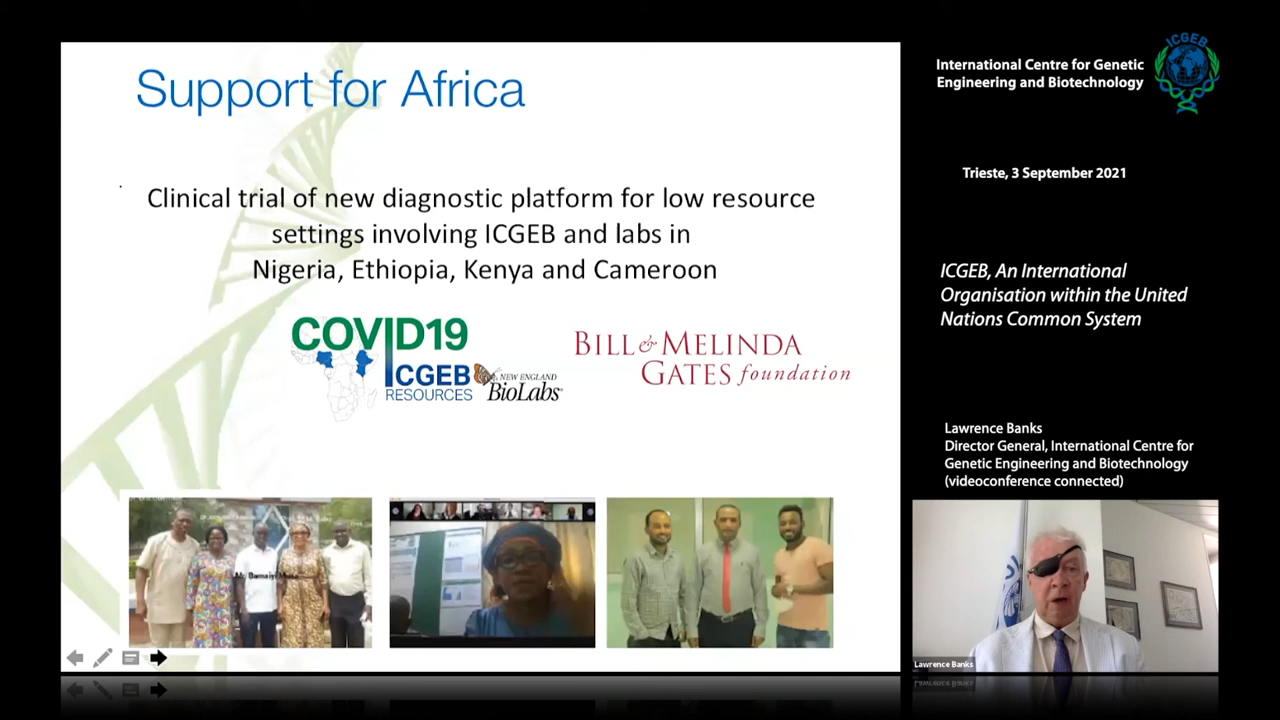 Support for Africa
Clinical trial of new diagnostic platform for low resource
settings involving ICGEB and labs in
Nigeria, Ethiopia, Kenya and Cameroon
COVID19
ICGEB
RESOURCES
NEW ENGLAND
BioLabs®
BILL & MELINDA
GATES foundation
Mr. Bamaiyi Musa
International Centre for Genetic
Engineering and Biotechnology
ICGEB
Trieste, 3 September 2021
ICGEB, An International
Organisation within the United
Nations Common System
Lawrence Banks
Director General, International Centre for
Genetic Engineering and Biotechnology
(videoconference connected)
Lawrence Banks